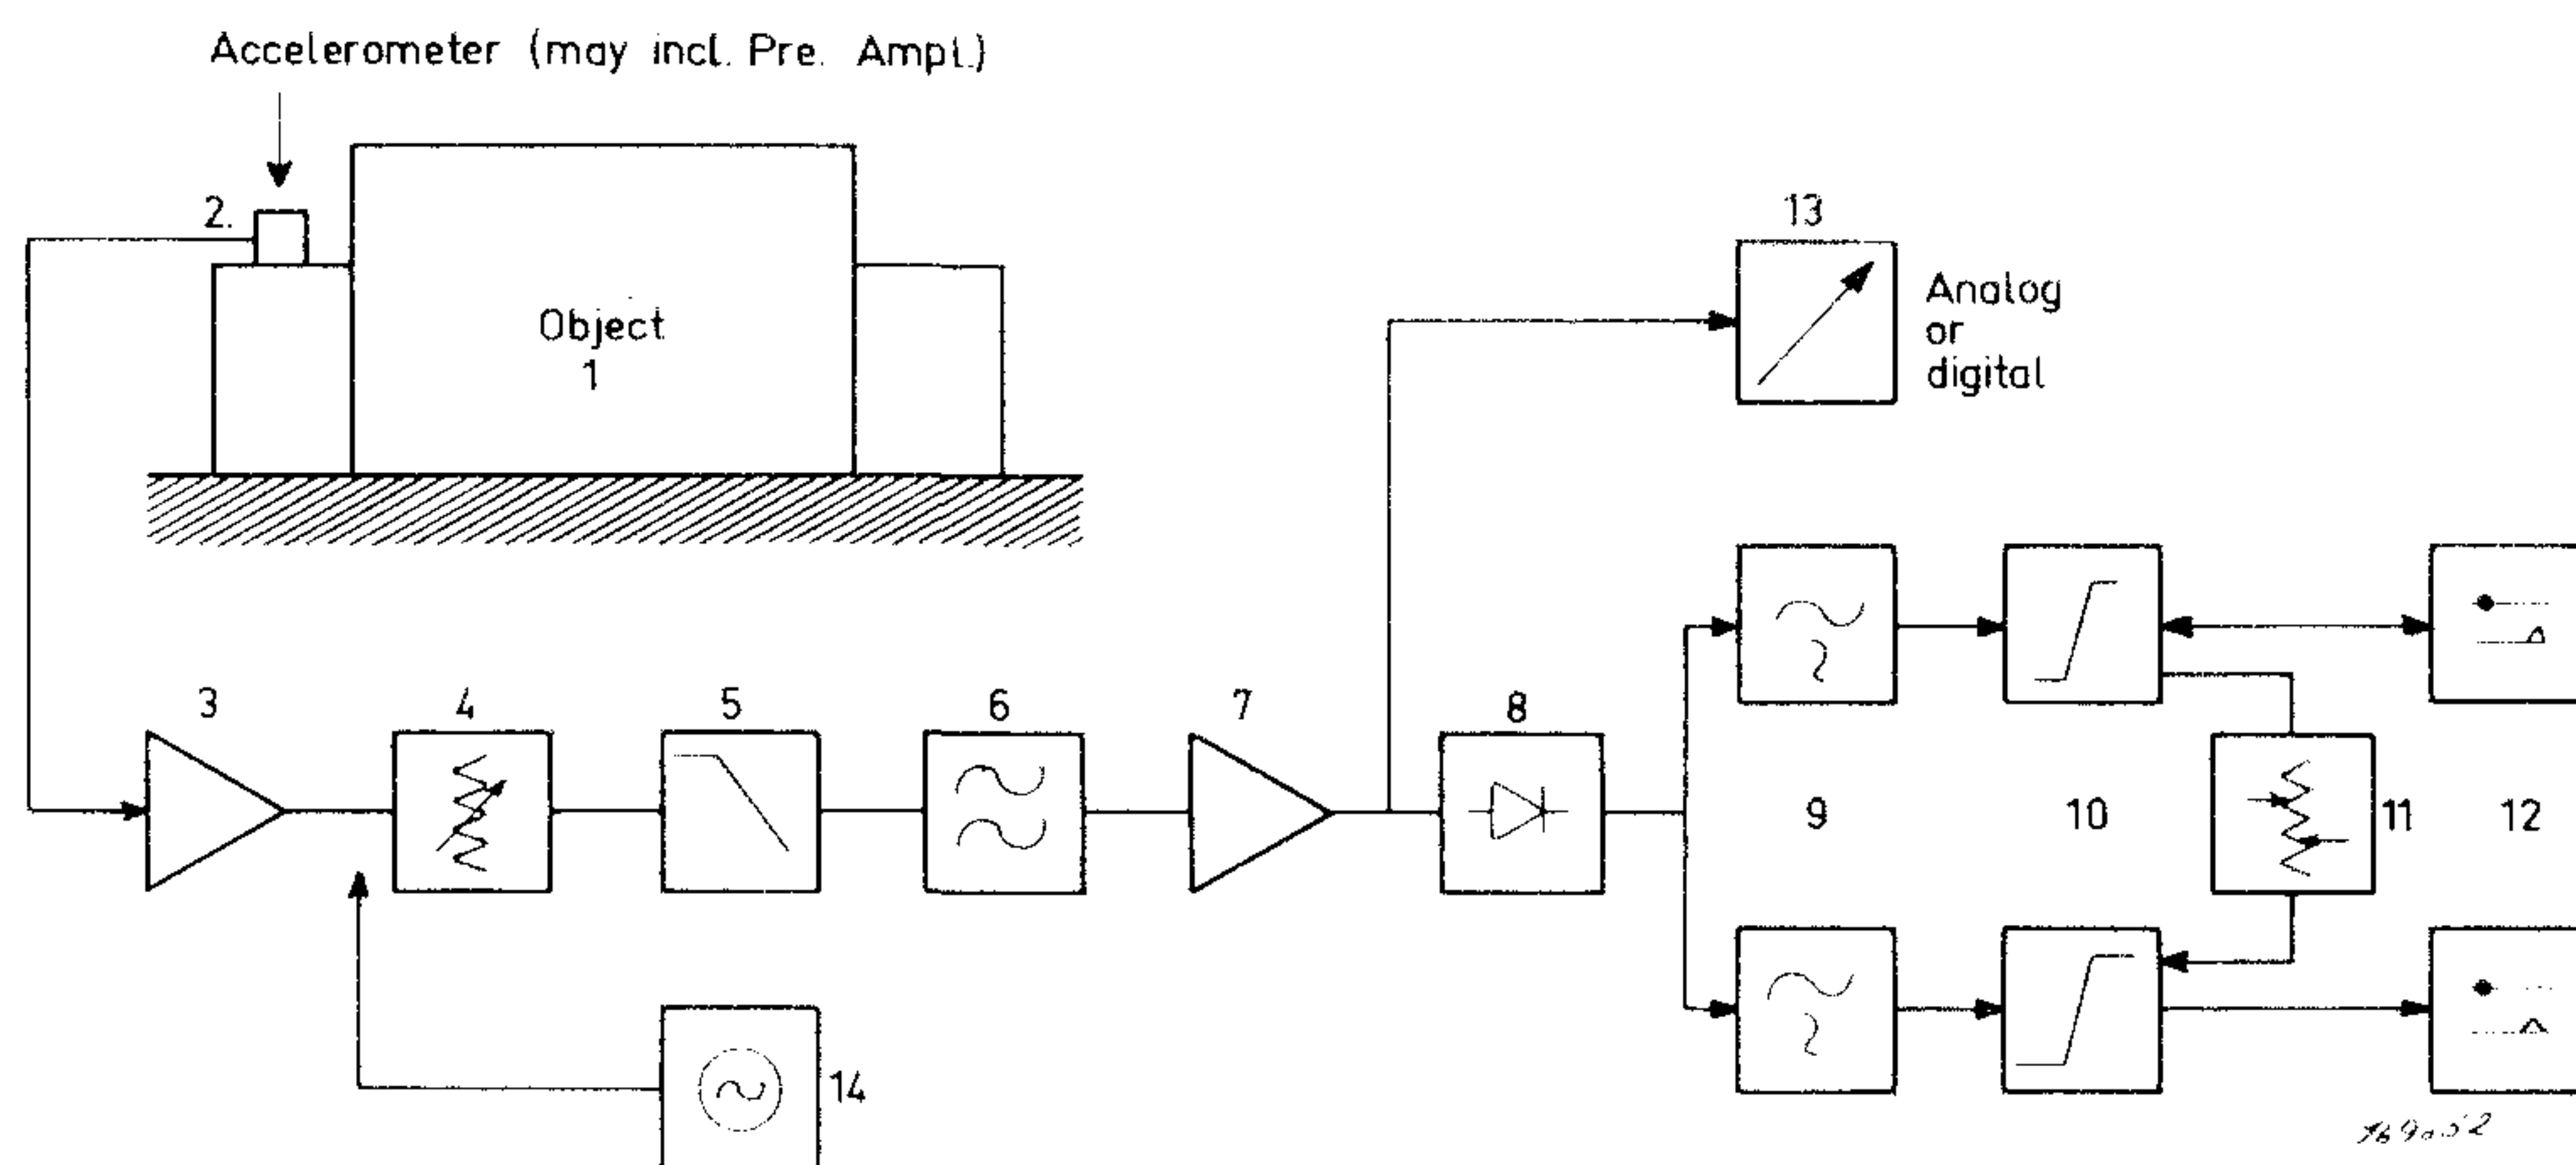 Accelerometer (may incl. Pre. Ampl.)
2.
13
Object
1
Analog
or
digital
3
4
5
6
7
8
9
10
11
12
14